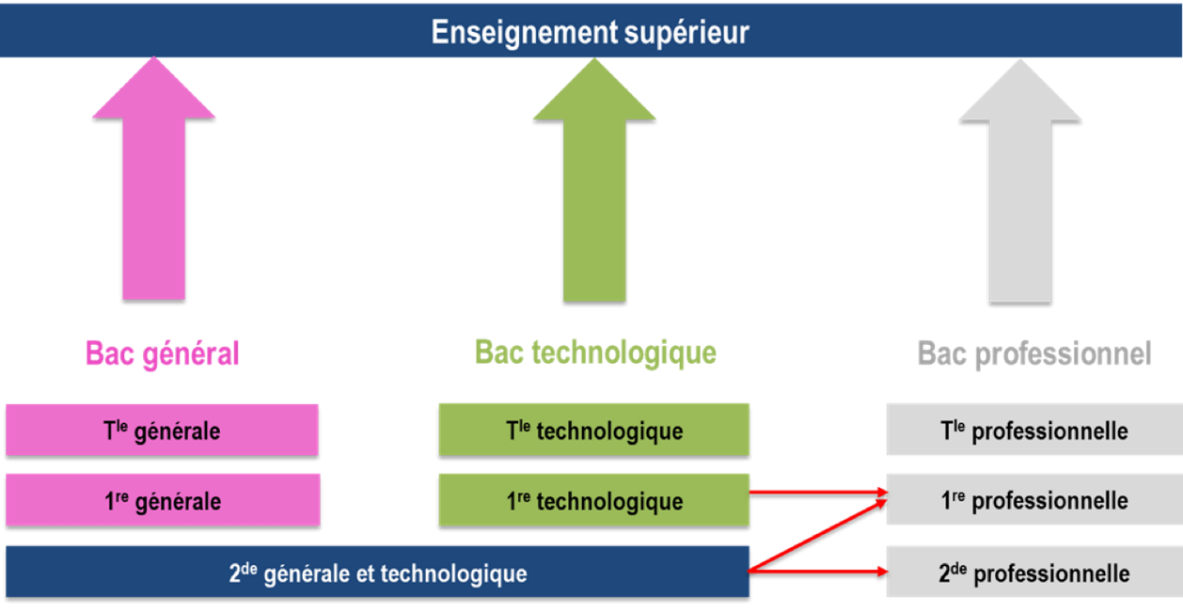 Enseignement supérieur
Bac général
Bac technologique
Bac professionnel
Tle générale
Tle technologique
Tle professionnelle
1re générale
1re technologique
1re professionnelle
2de générale et technologique
2de professionnelle